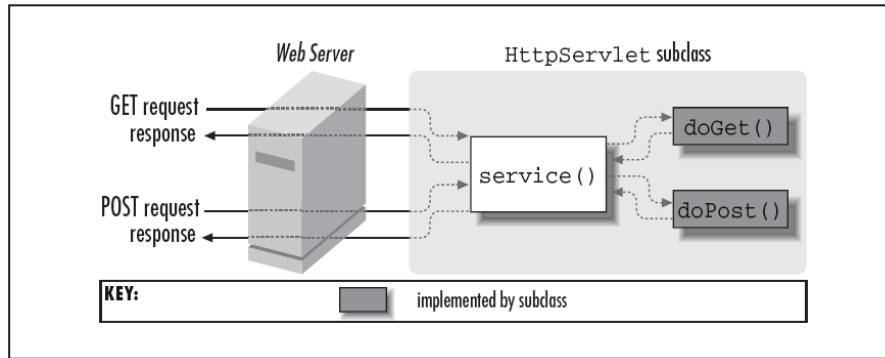 Web Server
HttpServlet subclass
GET request
response
doGet()
service()
POST request
response
doPost()
KEY:
implemented by subclass